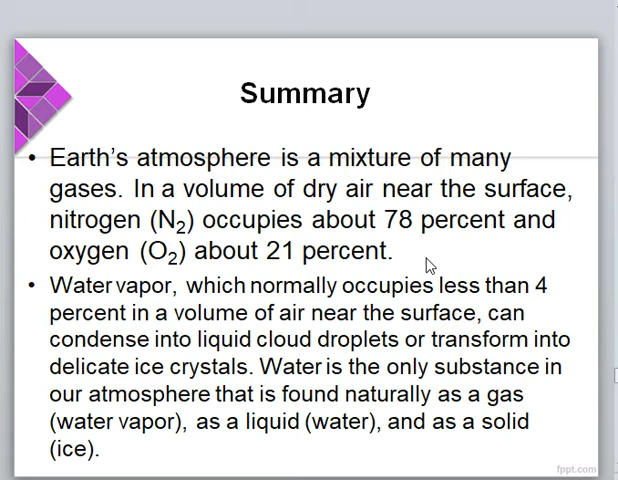 Summary
• Earth's atmosphere is a mixture of many
gases. In a volume of dry air near the surface,
nitrogen (N₂) occupies about 78 percent and
oxygen (O₂) about 21 percent.
• Water vapor, which normally occupies less than 4
percent in a volume of air near the surface, can
condense into liquid cloud droplets or transform into
delicate ice crystals. Water is the only substance in
our atmosphere that is found naturally as a gas
(water vapor), as a liquid (water), and as a solid
(ice).
fppt.com